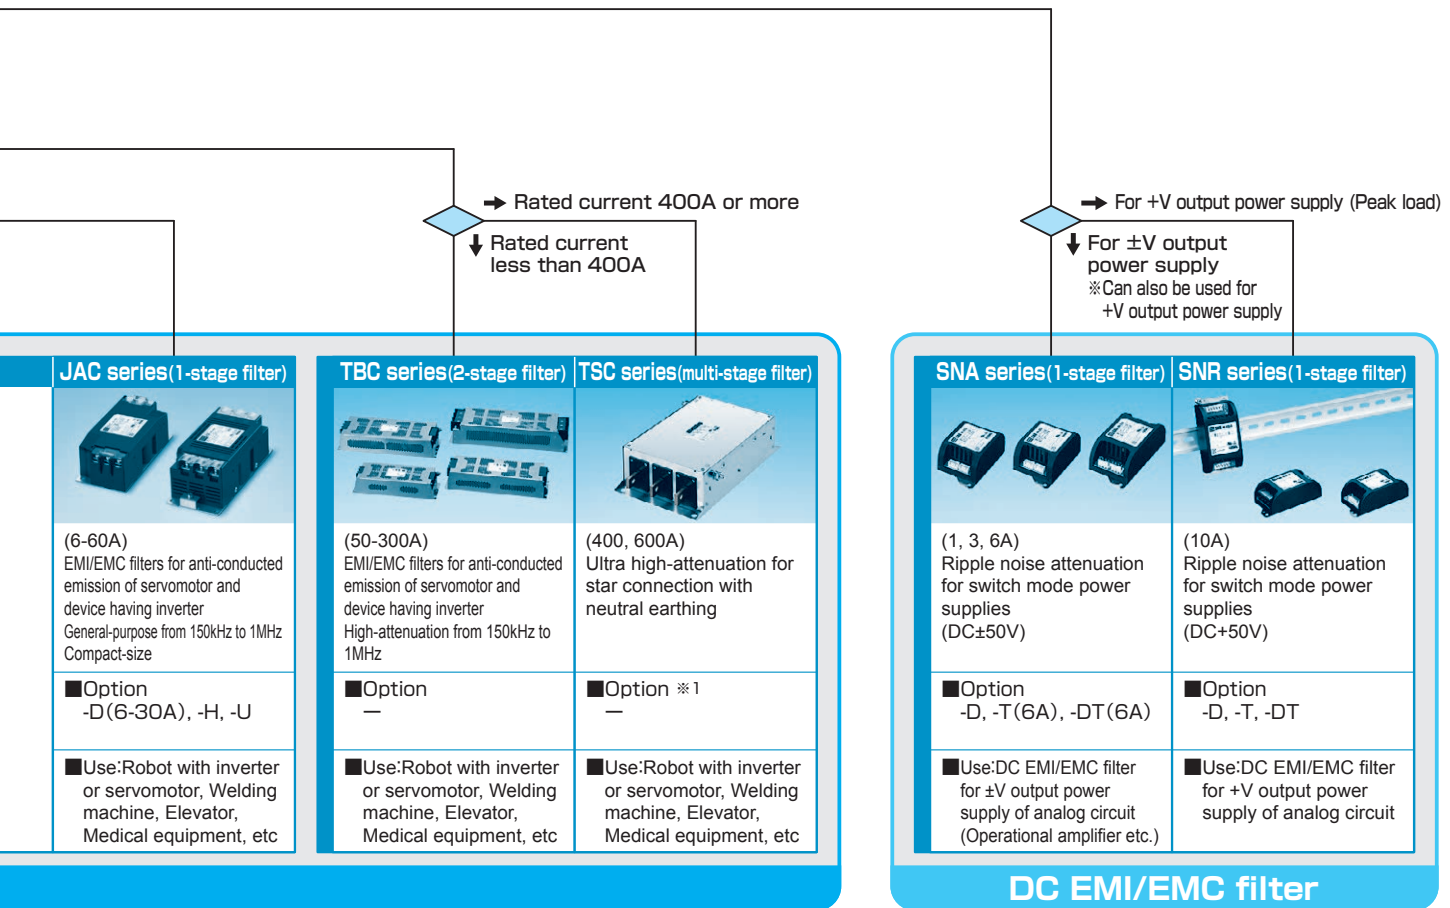 ➡ Rated current 400A or more
⬇ Rated current
less than 400A
➡ For +V output power supply (Peak load)
⬇ For ±V output
power supply
※Can also be used for
+V output power supply
JAC series(1-stage filter)
(6-60A)
EMI/EMC filters for anti-conducted
emission of servomotor and
device having inverter
General-purpose from 150kHz to 1MHz
Compact-size
■Option
-D(6-30A), -H, -U
■Use:Robot with inverter
or servomotor, Welding
machine, Elevator,
Medical equipment, etc
TBC series(2-stage filter)
(50-300A)
EMI/EMC filters for anti-conducted
emission of servomotor and
device having inverter
High-attenuation from 150kHz to
1MHz
■Option
—
■Use:Robot with inverter
or servomotor, Welding
machine, Elevator,
Medical equipment, etc
TSC series(multi-stage filter)
(400, 600A)
Ultra high-attenuation for
star connection with
neutral earthing
■Option ※1
—
■Use:Robot with inverter
or servomotor, Welding
machine, Elevator,
Medical equipment, etc
SNA series(1-stage filter)
(1, 3, 6A)
Ripple noise attenuation
for switch mode power
supplies
(DC±50V)
■Option
-D, -T(6A), -DT(6A)
■Use:DC EMI/EMC filter
for ±V output power
supply of analog circuit
(Operational amplifier etc.)
SNR series(1-stage filter)
(10A)
Ripple noise attenuation
for switch mode power
supplies
(DC+50V)
■Option
-D, -T, -DT
■Use:DC EMI/EMC filter
for +V output power
supply of analog circuit
DC EMI/EMC filter